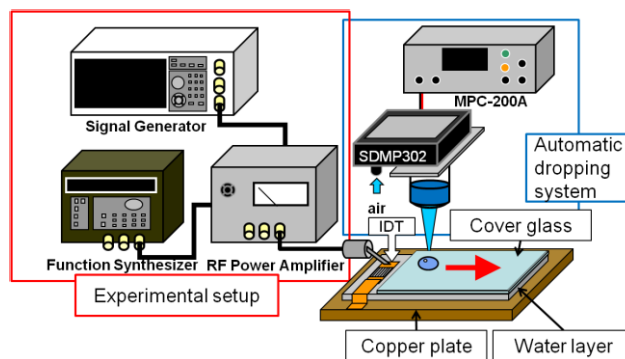 Signal Generator
Function Synthesizer
RF Power Amplifier
Experimental setup
MPC-200A
SDMP302
air
IDT
Automatic
dropping
system
Cover glass
Copper plate
Water layer